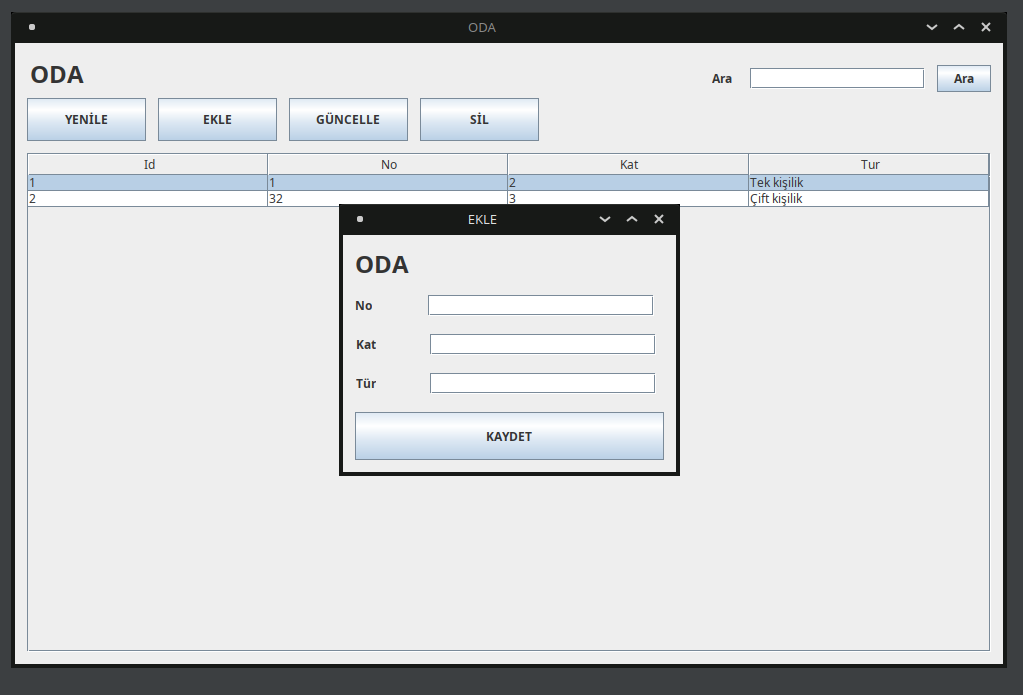 ODA
ODA
Ara
Ara
YENİLE EKLE GÜNCELLE SİL
Id No Kat Tur
1 1 2 Tek kişilik
2 32 3 Çift kişilik
EKLE
ODA
No
Kat
Tür
KAYDET